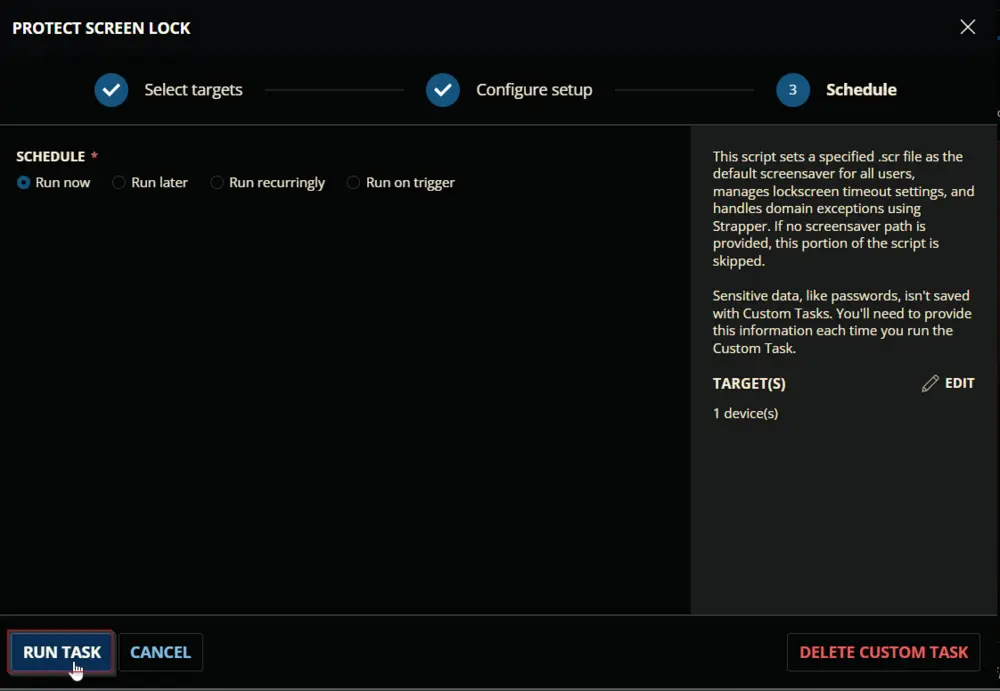 PROTECT SCREEN LOCK
Select targets
Configure setup
3 Schedule
SCHEDULE *
Run now Run later Run recurringly Run on trigger
This script sets a specified .scr file as the
default screensaver for all users,
manages lockscreen timeout settings, and
handles domain exceptions using
Strapper. If no screensaver path is
provided, this portion of the script is
skipped.
Sensitive data, like passwords, isn't saved
with Custom Tasks. You'll need to provide
this information each time you run the
Custom Task.
TARGET(S) EDIT
1 device(s)
RUN TASK CANCEL DELETE CUSTOM TASK